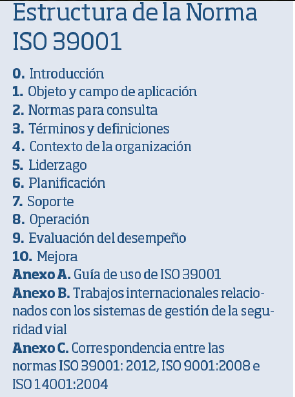 Estructura de la Norma
ISO 39001
0. Introducción
1. Objeto y campo de aplicación
2. Normas para consulta
3. Términos y definiciones
4. Contexto de la organización
5. Liderzago
6. Planificación
7. Soporte
8. Operación
9. Evaluación del desempeño
10. Mejora
Anexo A. Guía de uso de ISO 39001
Anexo B. Trabajos internacionales relacio-
nados con los sistemas de gestión de la segu-
ridad vial
Anexo C. Correspondencia entre las
normas ISO 39001: 2012, ISO 9001:2008 e
ISO 14001:2004